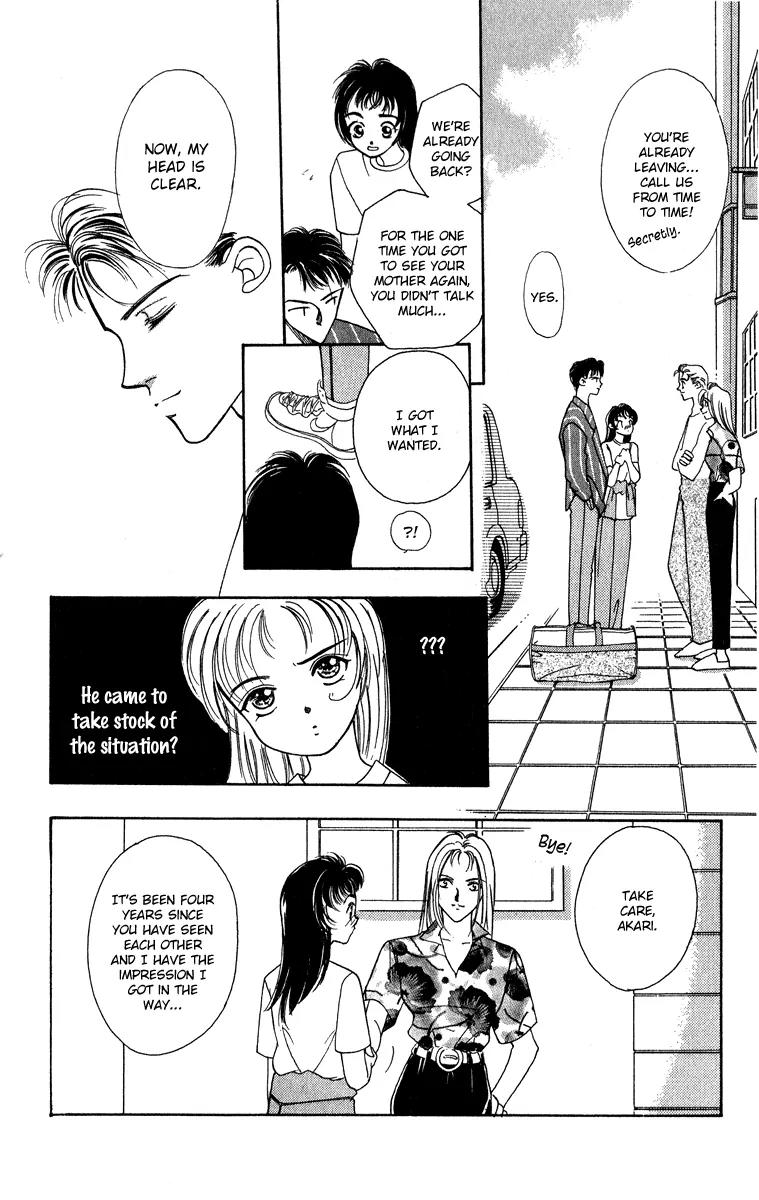 YOU'RE
ALREADY
LEAVING...
CALL US
FROM TIME
TO TIME!
Secretly.
YES.
WE'RE
ALREADY
GOING
BACK?
FOR THE ONE
TIME YOU GOT
TO SEE YOUR
MOTHER AGAIN,
YOU DIDN'T TALK
MUCH...
NOW, MY
HEAD IS
CLEAR.
I GOT
WHAT I
WANTED.
?!
???
He came to
take stock of
the situation?
Bye!
TAKE
CARE,
AKARI.
IT'S BEEN FOUR
YEARS SINCE
YOU HAVE SEEN
EACH OTHER
AND I HAVE THE
IMPRESSION I
GOT IN THE
WAY...